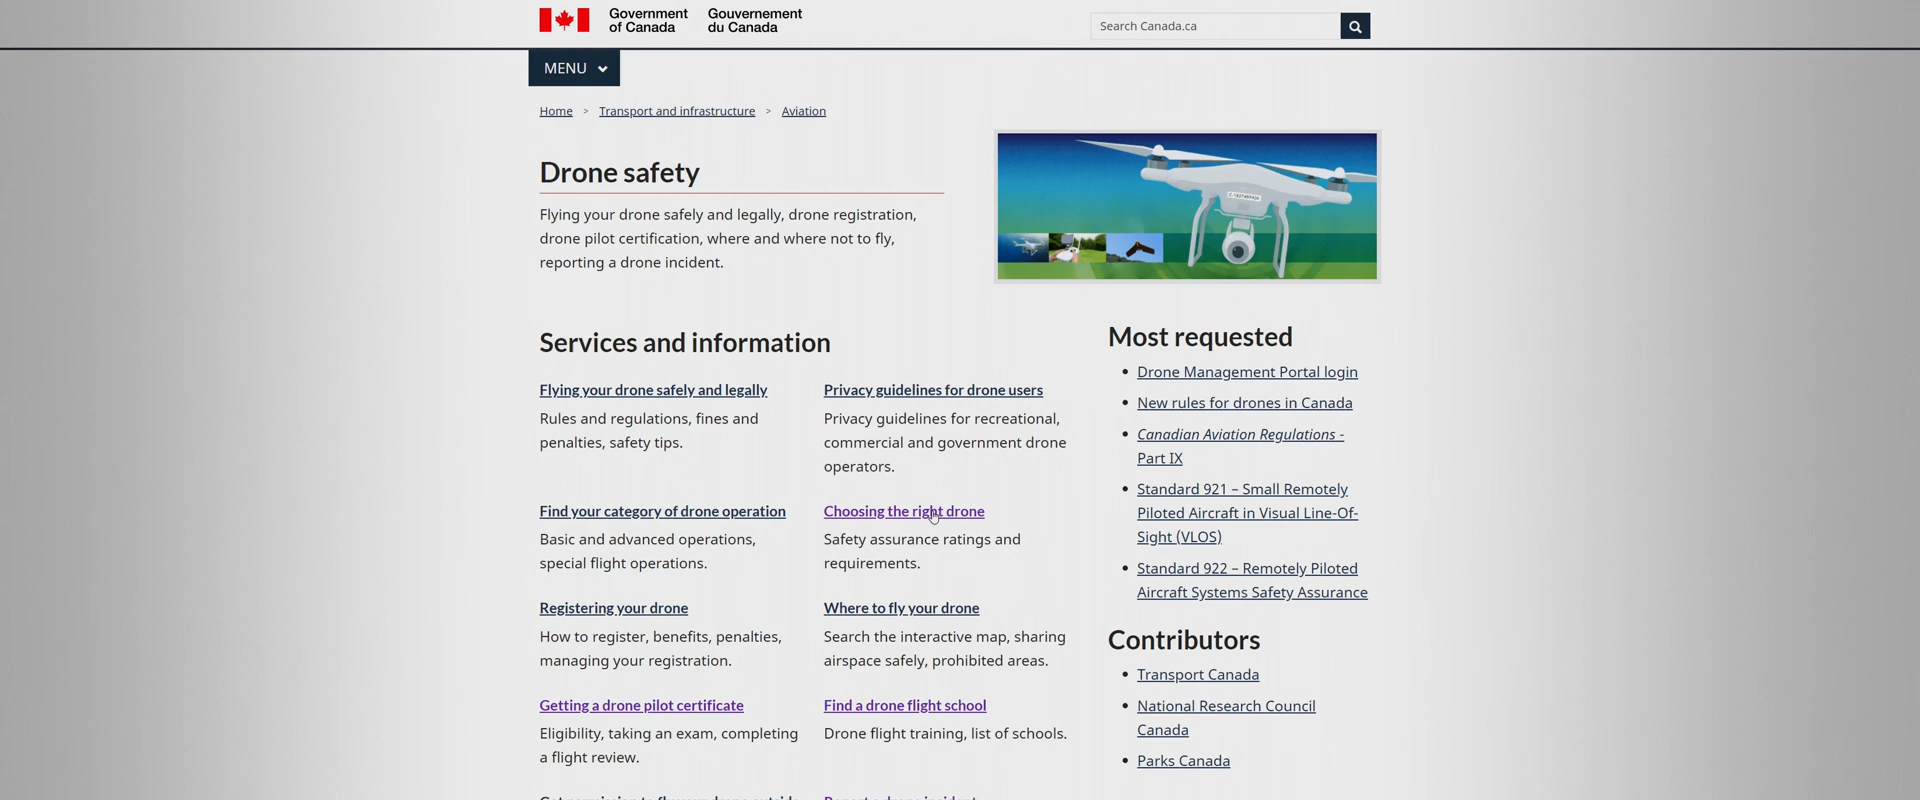 Government
of Canada
Gouvernement
du Canada
Search Canada.ca
MENU
Home > Transport and infrastructure > Aviation
Drone safety
Flying your drone safely and legally, drone registration,
drone pilot certification, where and where not to fly,
reporting a drone incident.
Services and information
Flying your drone safely and legally
Rules and regulations, fines and
penalties, safety tips.
Privacy guidelines for drone users
Privacy guidelines for recreational,
commercial and government drone
operators.
Find your category of drone operation
Basic and advanced operations,
special flight operations.
Choosing the right drone
Safety assurance ratings and
requirements.
Registering your drone
How to register, benefits, penalties,
managing your registration.
Where to fly your drone
Search the interactive map, sharing
airspace safely, prohibited areas.
Getting a drone pilot certificate
Eligibility, taking an exam, completing
a flight review.
Find a drone flight school
Drone flight training, list of schools.
Most requested
Drone Management Portal login
New rules for drones in Canada
Canadian Aviation Regulations -
Part IX
Standard 921 – Small Remotely
Piloted Aircraft in Visual Line-Of-
Sight (VLOS)
Standard 922 – Remotely Piloted
Aircraft Systems Safety Assurance
Contributors
Transport Canada
National Research Council
Canada
Parks Canada